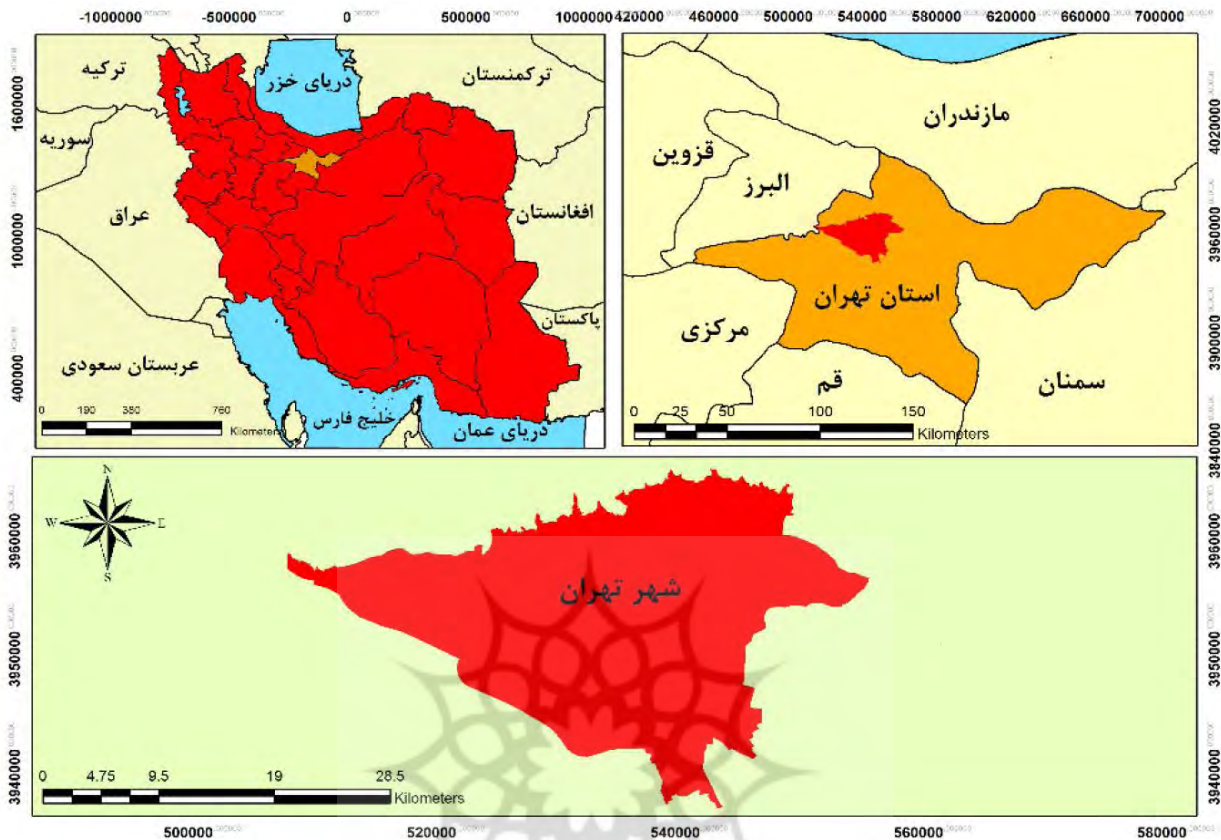 -1000000 -500000 0 500000 1000000
420000 460000 500000 540000 580000 620000 660000 700000
1600000
1000000
400000
ترکیه
دریای خزر
ترکمنستان
سوریه
عراق
افغانستان
پاکستان
عربستان سعودی
خلیج فارس
دریای عمان
0 190 380 760
Kilometers
مازندران
قزوین
البرز
استان تهران
مرکزی
قم
سمنان
0 25 50 100 150
Kilometers
4020000
3960000
3900000
3840000
N
W E
S
شهر تهران
3960000
3950000
3940000
3960000
3950000
3940000
0 4.75 9.5 19 28.5
Kilometers
500000 520000 540000 560000 580000